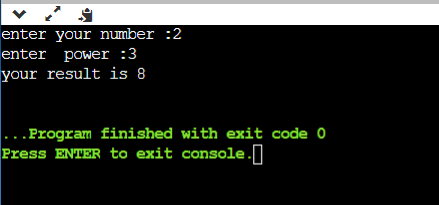 enter your number :2
enter  power :3
your result is 8
...Program finished with exit code 0
Press ENTER to exit console.